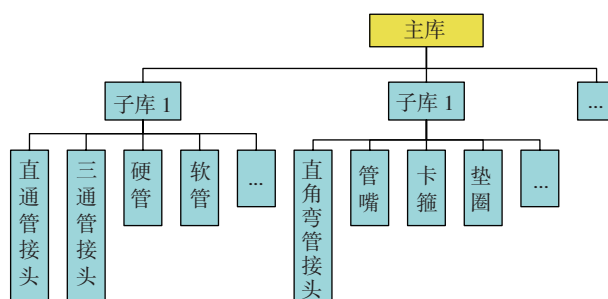 主库
子库 1
子库 1
...
直通管接头
三通管接头
硬管
软管
...
直角弯管接头
管嘴
卡箍
垫圈
...